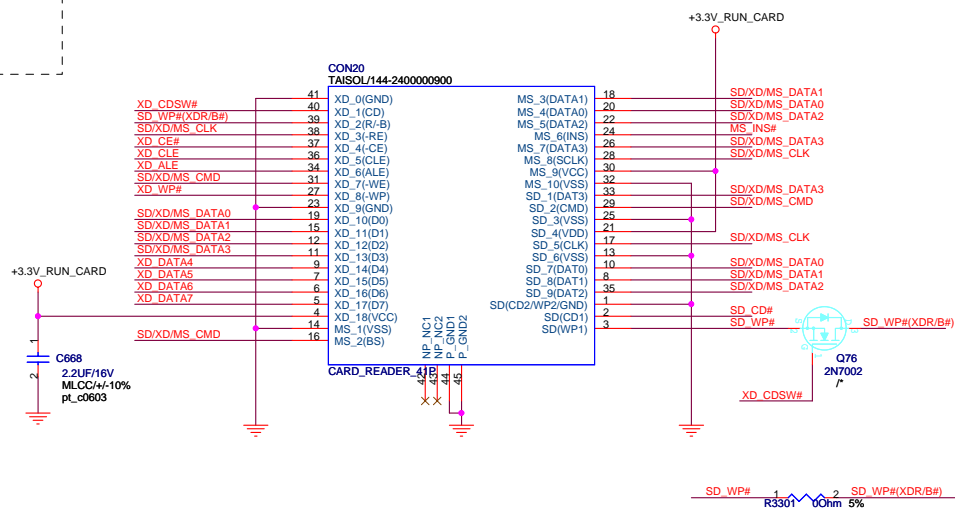 +3.3V_RUN_CARD
CON20
TAISOL/144-2400000900
XD_CDSW#
SD_WP#(XDR/B#)
SD/XD/MS_CLK
XD_CE#
XD_CLE
XD_ALE
SD/XD/MS_CMD
XD_WP#
SD/XD/MS_DATA0
SD/XD/MS_DATA1
SD/XD/MS_DATA2
SD/XD/MS_DATA3
XD_DATA4
XD_DATA5
XD_DATA6
XD_DATA7
SD/XD/MS_CMD
41 XD_0(GND)
40 XD_1(CD)
39 XD_2(R/-B)
38 XD_3(-RE)
37 XD_4(-CE)
36 XD_5(CLE)
34 XD_6(ALE)
31 XD_7(-WE)
27 XD_8(-WP)
23 XD_9(GND)
19 XD_10(D0)
15 XD_11(D1)
12 XD_12(D2)
11 XD_13(D3)
9 XD_14(D4)
7 XD_15(D5)
6 XD_16(D6)
5 XD_17(D7)
4 XD_18(VCC)
14 MS_1(VSS)
16 MS_2(BS)
MS_3(DATA1) 18
MS_4(DATA0) 20
MS_5(DATA2) 22
MS_6(INS) 24
MS_7(DATA3) 26
MS_8(SCLK) 28
MS_9(VCC) 30
MS_10(VSS) 32
SD_1(DAT3) 33
SD_2(CMD) 29
SD_3(VSS) 25
SD_4(VDD) 21
SD_5(CLK) 17
SD_6(VSS) 13
SD_7(DAT0) 10
SD_8(DAT1) 8
SD_9(DAT2) 35
SD(CD2/WP2/GND) 1
SD(CD1) 2
SD(WP1) 3
SD/XD/MS_DATA1
SD/XD/MS_DATA0
SD/XD/MS_DATA2
MS_INS#
SD/XD/MS_DATA3
SD/XD/MS_CLK
SD/XD/MS_DATA3
SD/XD/MS_CMD
SD/XD/MS_CLK
SD/XD/MS_DATA0
SD/XD/MS_DATA1
SD/XD/MS_DATA2
SD_CD#
SD_WP#
SD_WP#(XDR/B#)
NP_NC1
NP_NC2
P_GND1
P_GND2
CARD_READER_41P
42
43
44
45
+3.3V_RUN_CARD
1
2
C668
2.2UF/16V
MLCC/+/-10%
pt_c0603
Q76
2N7002
/*
XD_CDSW#
SD_WP# 1 2 SD_WP#(XDR/B#)
R3301 0Ohm 5%